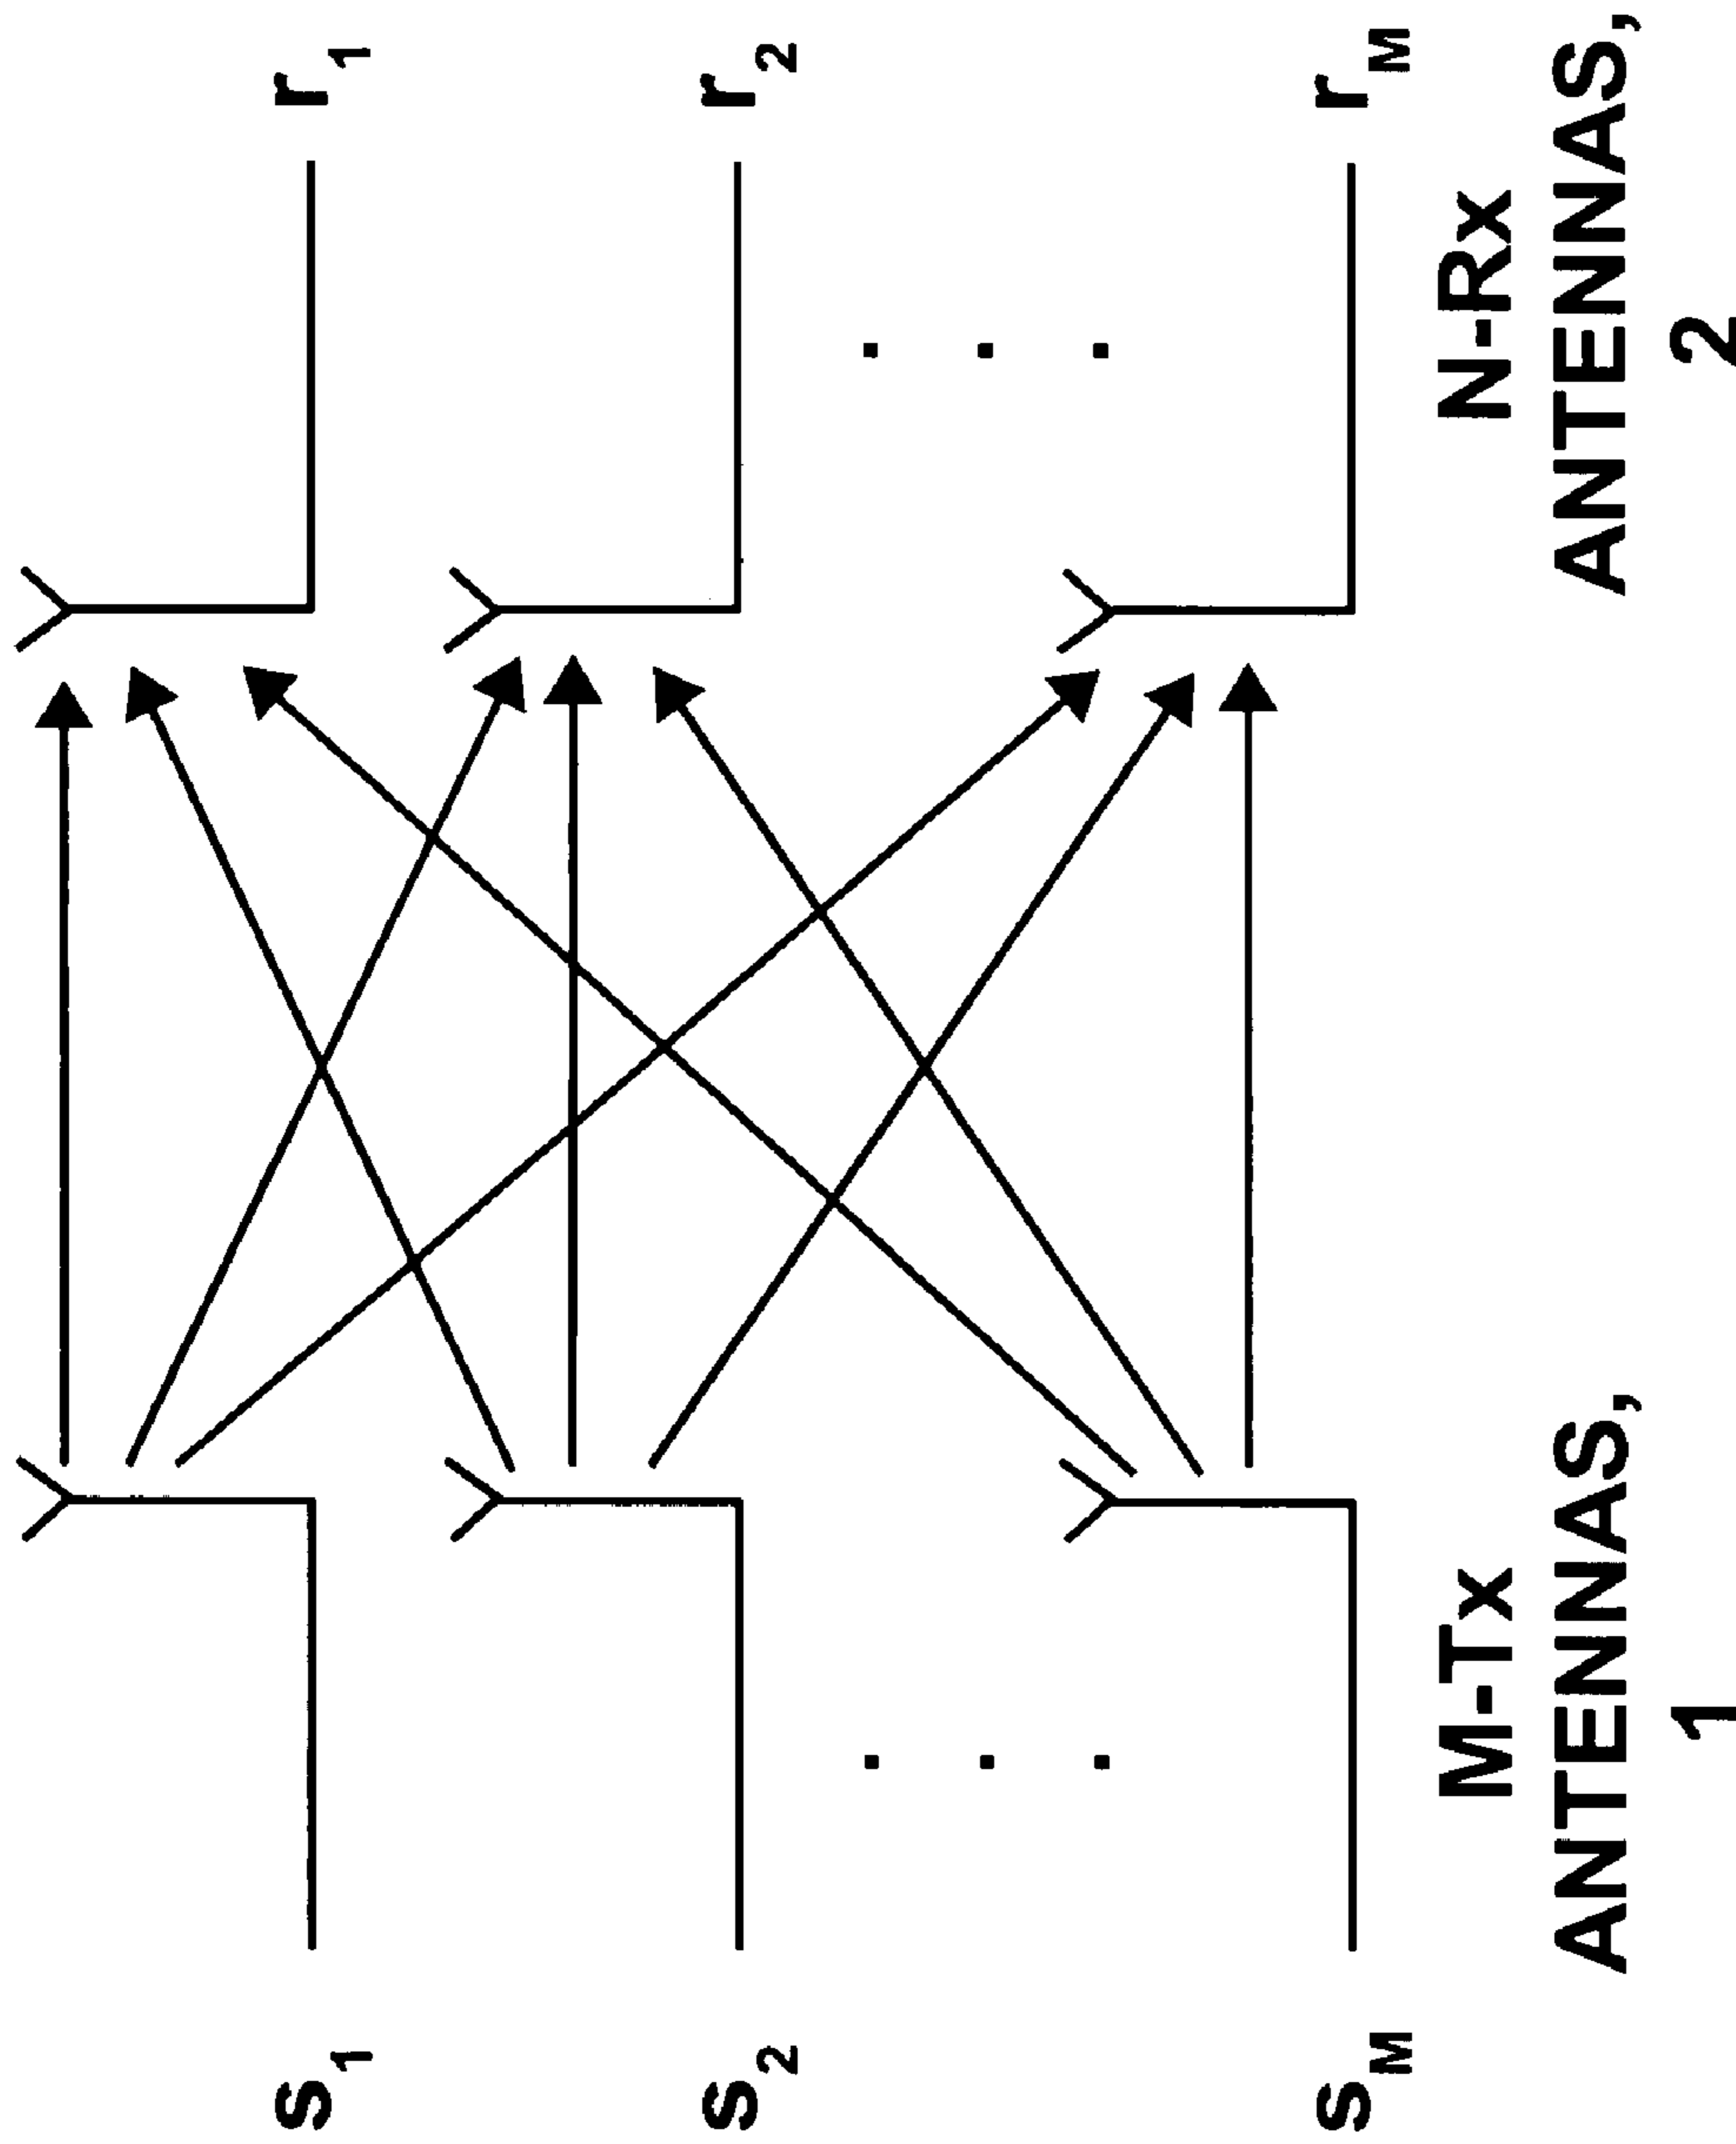 s1
r1
s2
r2
. . .
. . .
sM
rM
M-Tx
ANTENNAS,
1
N-Rx
ANTENNAS,
2